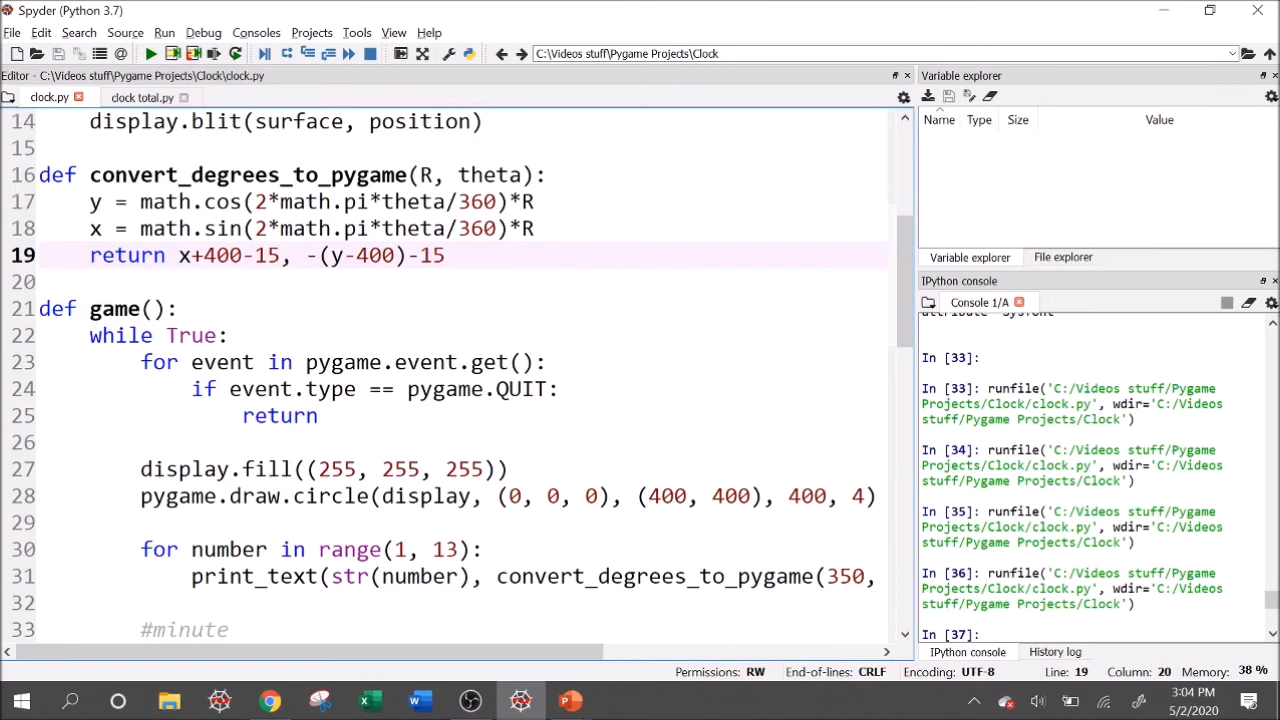 Spyder (Python 3.7)
File Edit Search Source Run Debug Consoles Projects Tools View Help
C:\Videos stuff\Pygame Projects\Clock
Editor - C:\Videos stuff\Pygame Projects\Clock\clock.py
clock.py
clock total.py
14 display.blit(surface, position)
15
16 def convert_degrees_to_pygame(R, theta):
17 y = math.cos(2*math.pi*theta/360)*R
18 x = math.sin(2*math.pi*theta/360)*R
19 return x+400-15, -(y-400)-15
20
21 def game():
22 while True:
23 for event in pygame.event.get():
24 if event.type == pygame.QUIT:
25 return
26
27 display.fill((255, 255, 255))
28 pygame.draw.circle(display, (0, 0, 0), (400, 400), 400, 4)
29
30 for number in range(1, 13):
31 print_text(str(number), convert_degrees_to_pygame(350,
32
33 #minute
Variable explorer
Name Type Size Value
Variable explorer File explorer
IPython console
Console 1/A
attribute 'SysFont'
In [33]:
In [33]: runfile('C:/Videos stuff/Pygame
Projects/Clock/clock.py', wdir='C:/Videos
stuff/Pygame Projects/Clock')
In [34]: runfile('C:/Videos stuff/Pygame
Projects/Clock/clock.py', wdir='C:/Videos
stuff/Pygame Projects/Clock')
In [35]: runfile('C:/Videos stuff/Pygame
Projects/Clock/clock.py', wdir='C:/Videos
stuff/Pygame Projects/Clock')
In [36]: runfile('C:/Videos stuff/Pygame
Projects/Clock/clock.py', wdir='C:/Videos
stuff/Pygame Projects/Clock')
In [37]:
IPython console History log
Permissions: RW End-of-lines: CRLF Encoding: UTF-8 Line: 19 Column: 20 Memory: 38 %
3:04 PM
5/2/2020